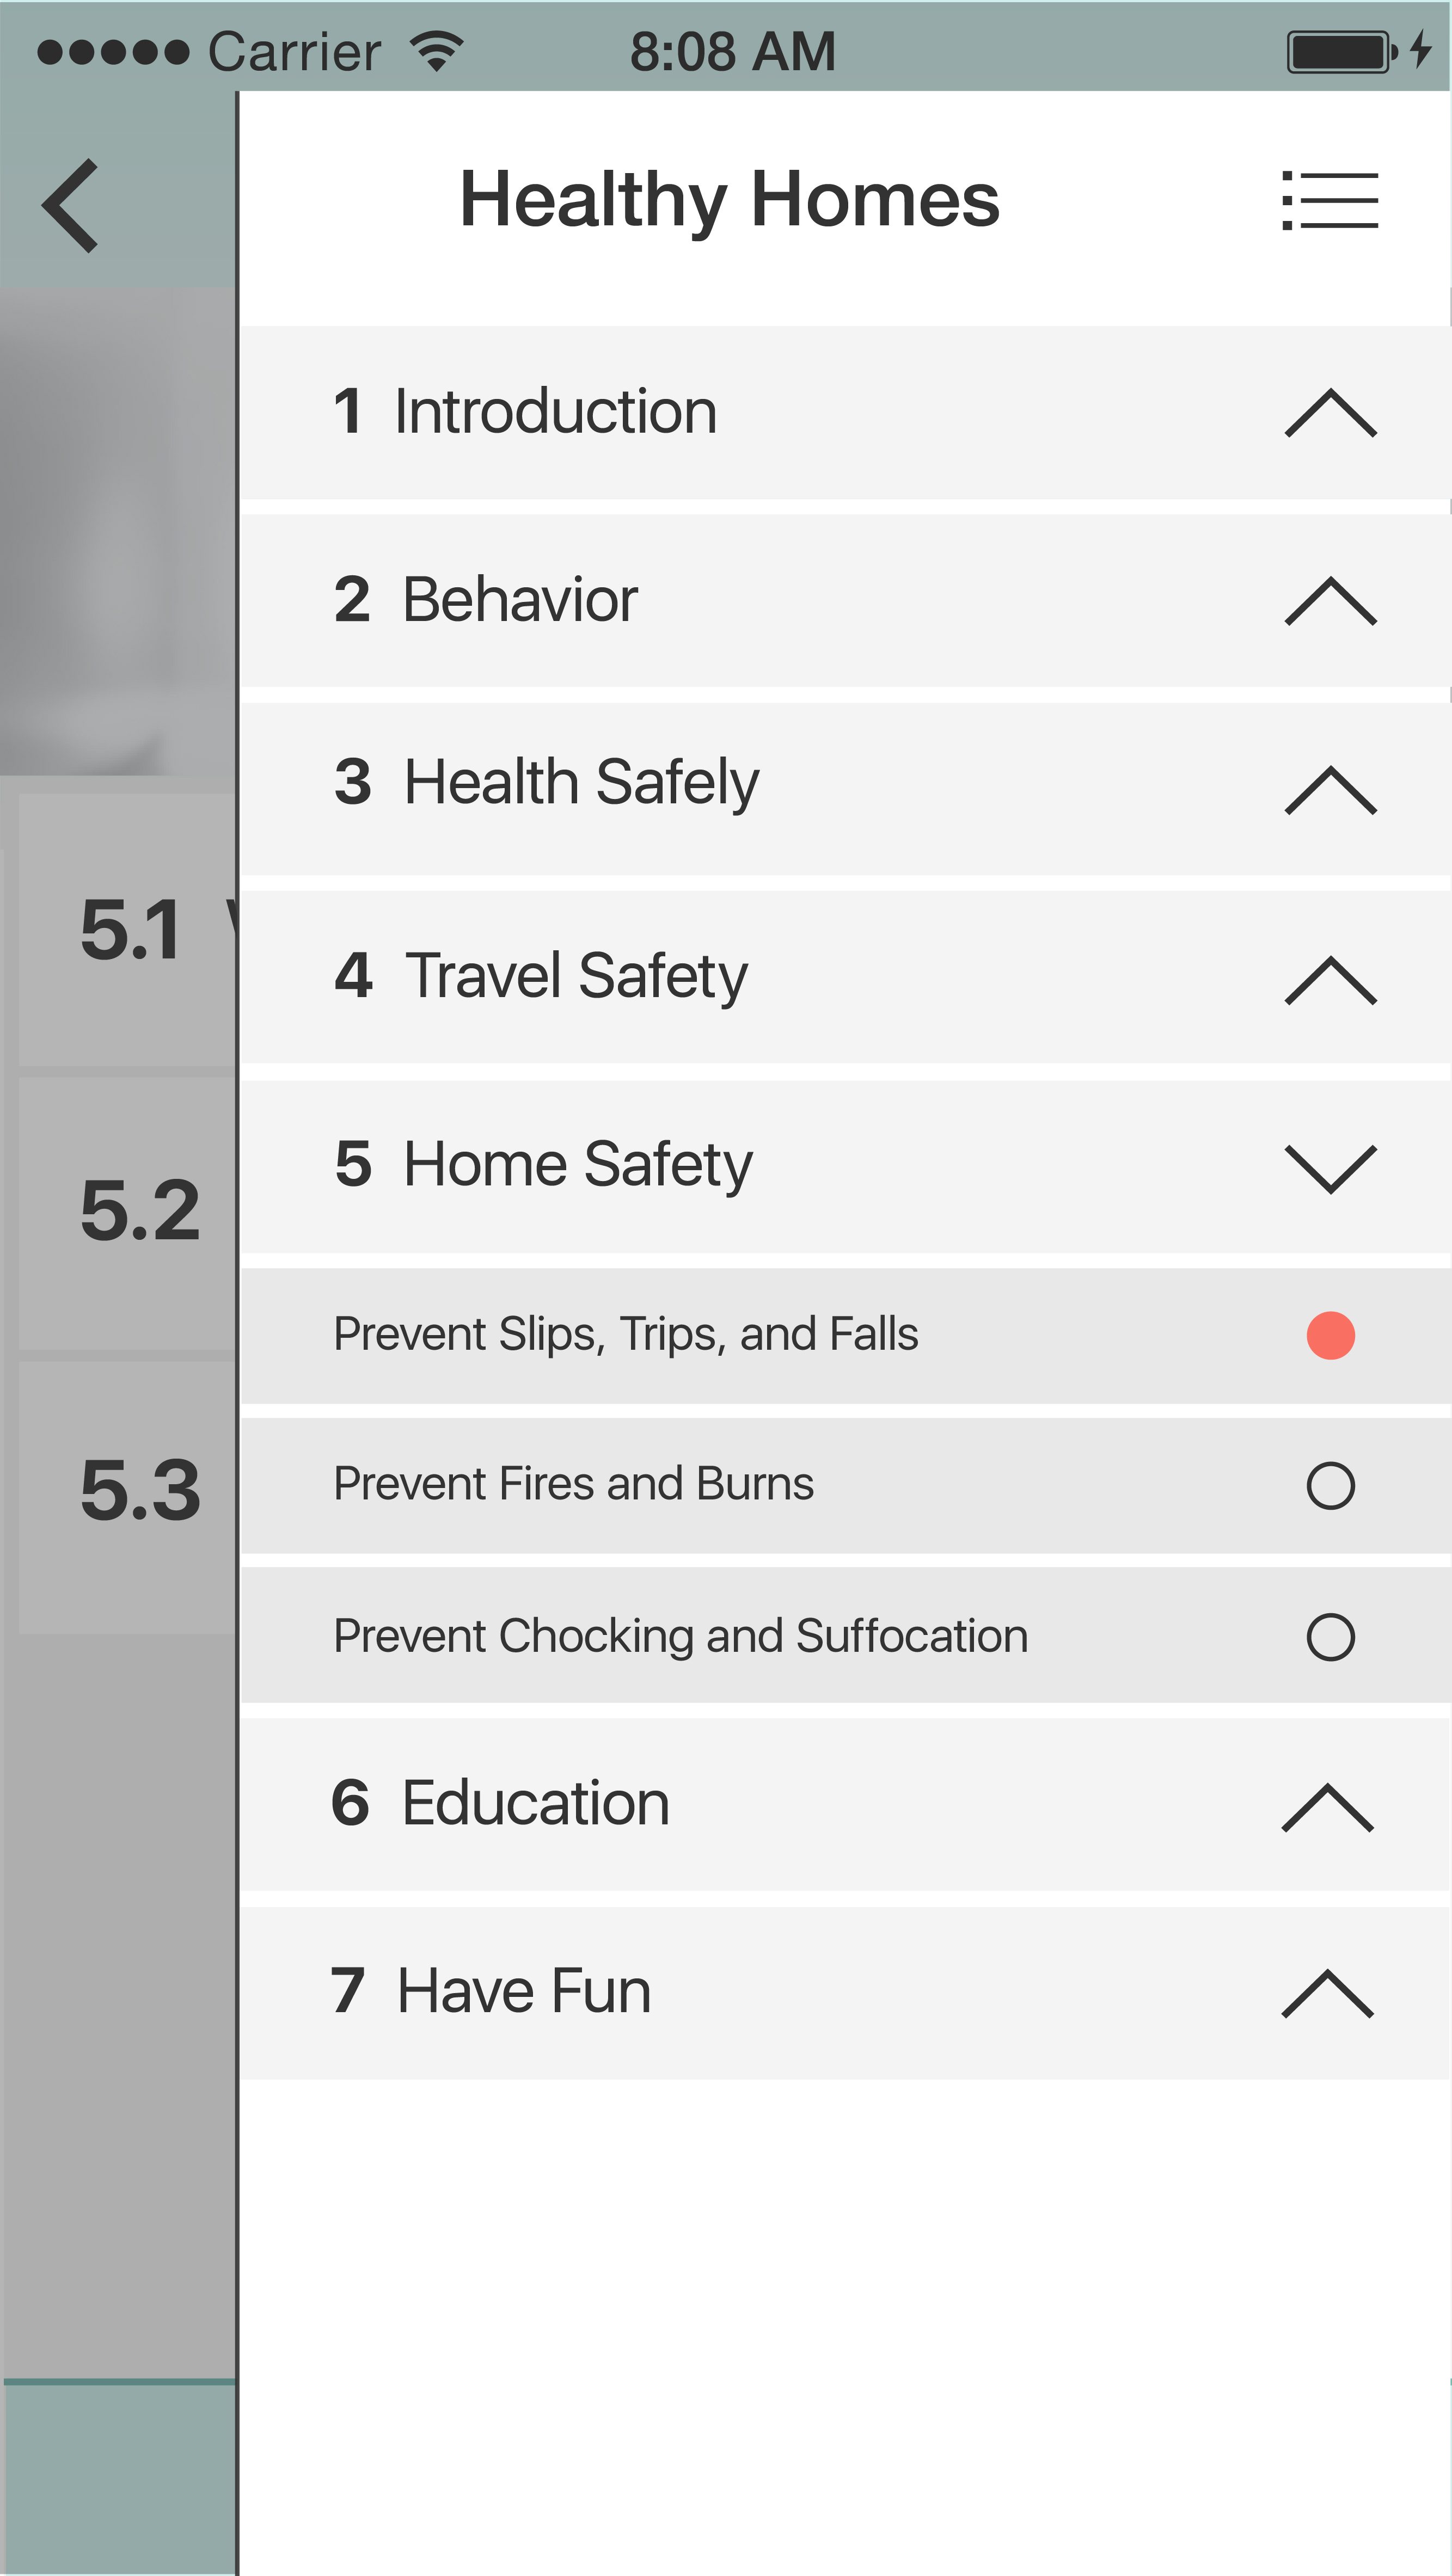 Carrier 8:08 AM
Healthy Homes
1 Introduction
2 Behavior
3 Health Safely
4 Travel Safety
5.1
5 Home Safety
5.2
Prevent Slips, Trips, and Falls
5.3
Prevent Fires and Burns
Prevent Chocking and Suffocation
6 Education
7 Have Fun